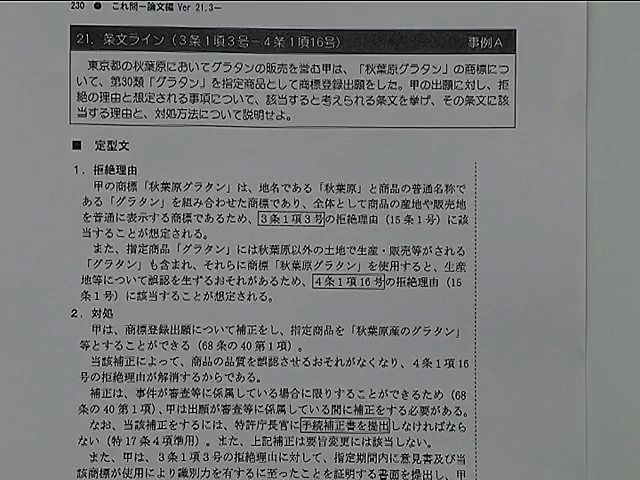 230 ● これ問－論文編 Ver 21.3－
21. 条文ライン（3条1項3号－4条1項16号） 事例A
東京都の秋葉原においてグラタンの販売を営む甲は、「秋葉原グラタン」の商標につ
いて、第30類「グラタン」を指定商品として商標登録出願をした。甲の出願に対し、拒
絶の理由と想定される事項について、該当すると考えられる条文を挙げ、その条文に該
当する理由と、対処方法について説明せよ。
■ 定型文
1．拒絶理由
甲の商標「秋葉原グラタン」は、地名である「秋葉原」と商品の普通名称で
ある「グラタン」を組み合わせた商標であり、全体として商品の産地や販売地
を普通に表示する商標であるため、3条1項3号の拒絶理由（15条1号）に該
当することが想定される。
また、指定商品「グラタン」には秋葉原以外の土地で生産・販売等がされる
「グラタン」も含まれ、それらに商標「秋葉原グラタン」を使用すると、生産
地等について誤認を生ずるおそれがあるため、4条1項16号の拒絶理由（15
条1号）に該当することが想定される。
2．対処
甲は、商標登録出願について補正をし、指定商品を「秋葉原産のグラタン」
等とすることができる（68条の40第1項）。
当該補正によって、商品の品質を誤認させるおそれがなくなり、4条1項16
号の拒絶理由が解消するからである。
補正は、事件が審査等に係属している場合に限りすることができるため（68
条の40第1項）、甲は出願が審査等に係属している間に補正をする必要がある。
なお、当該補正をするには、特許庁長官に手続補正書を提出しなければなら
ない（特17条4項準用）。また、上記補正は要旨変更には該当しない。
また、甲は、3条1項3号の拒絶理由に対して、指定期間内に意見書及び当
該商標が使用により識別力を有するに至ったことを証明する書面を提出し、甲